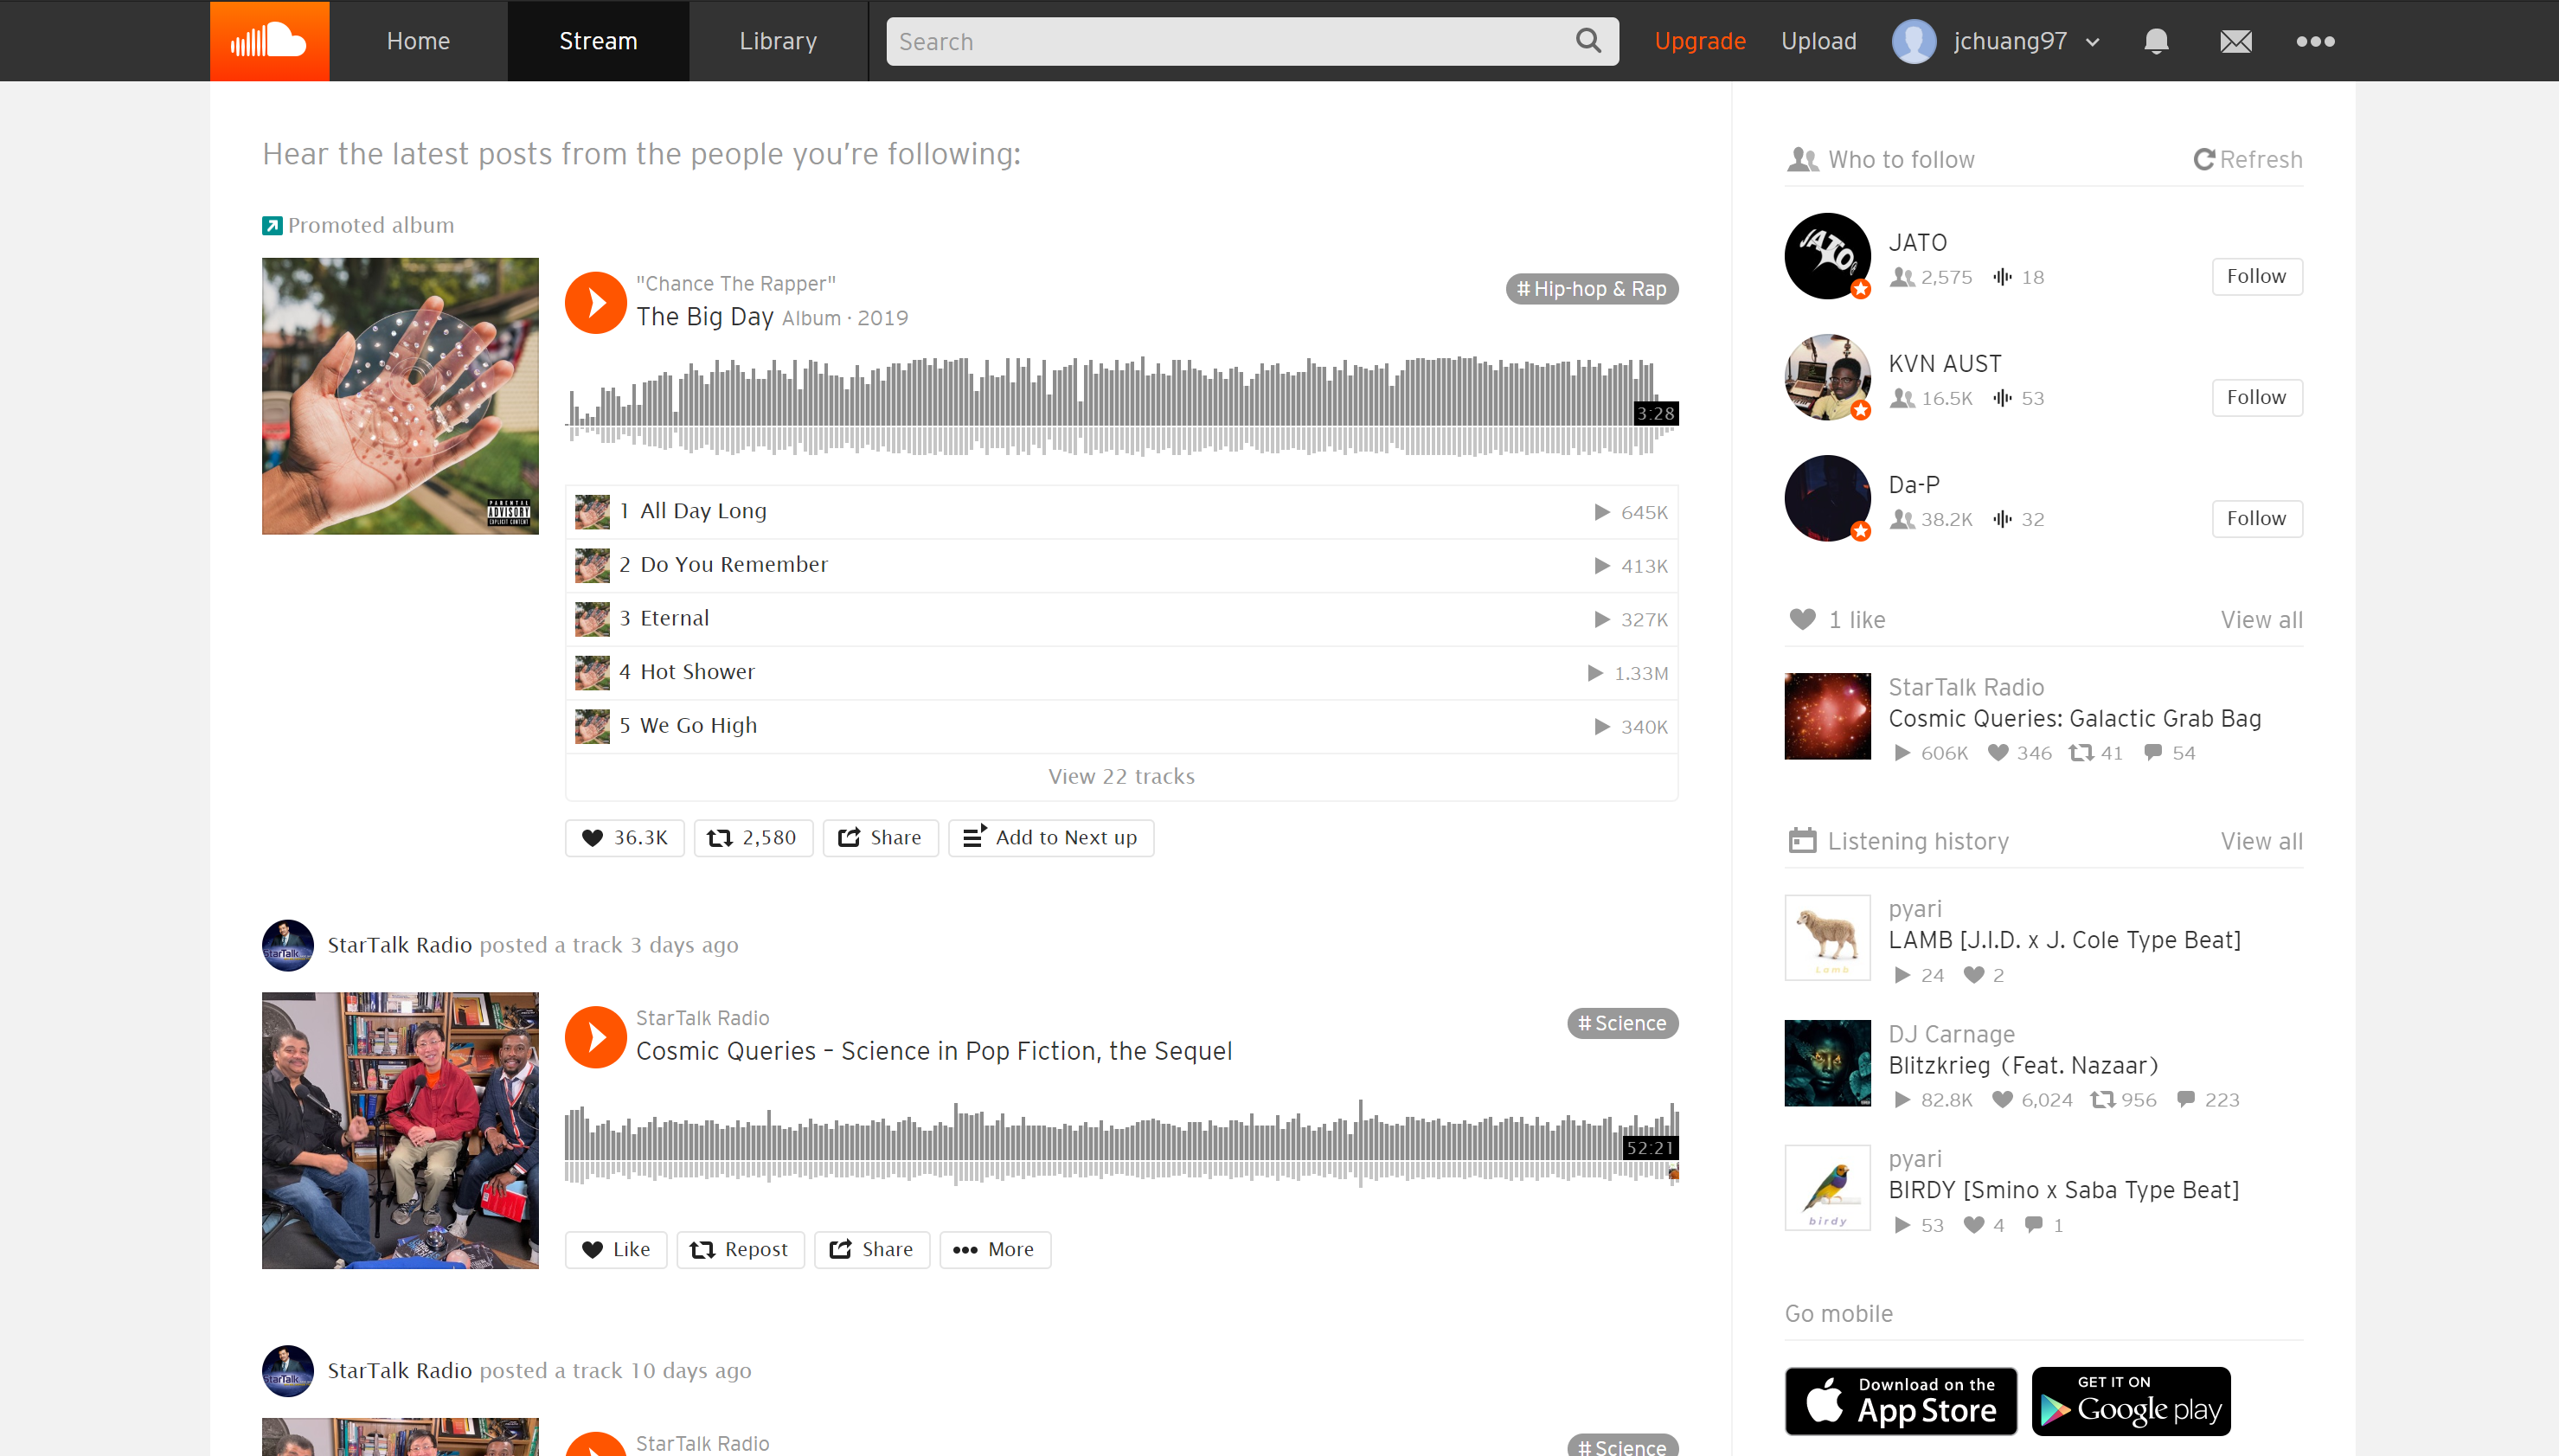 Home
Stream
Library
Search
Upgrade
Upload
jchuang97
Hear the latest posts from the people you’re following:
Promoted album
"Chance The Rapper"
The Big Day Album · 2019
# Hip-hop & Rap
3:28
PARENTAL
ADVISORY
EXPLICIT CONTENT
1 All Day Long 645K
2 Do You Remember 413K
3 Eternal 327K
4 Hot Shower 1.33M
5 We Go High 340K
View 22 tracks
36.3K
2,580
Share
Add to Next up
StarTalk
StarTalk Radio posted a track 3 days ago
StarTalk Radio
Cosmic Queries – Science in Pop Fiction, the Sequel
# Science
52:21
Like
Repost
Share
More
StarTalk
StarTalk Radio posted a track 10 days ago
StarTalk Radio
# Science
Who to follow
Refresh
JATO
JATO
2,575 18
Follow
KVN AUST
16.5K 53
Follow
Da-P
38.2K 32
Follow
1 like
View all
StarTalk Radio
Cosmic Queries: Galactic Grab Bag
606K 346 41 54
Listening history
View all
Lamb
pyari
LAMB [J.I.D. x J. Cole Type Beat]
24 2
DJ Carnage
Blitzkrieg (Feat. Nazaar)
82.8K 6,024 956 223
birdy
pyari
BIRDY [Smino x Saba Type Beat]
53 4 1
Go mobile
Download on the
App Store
GET IT ON
Google play